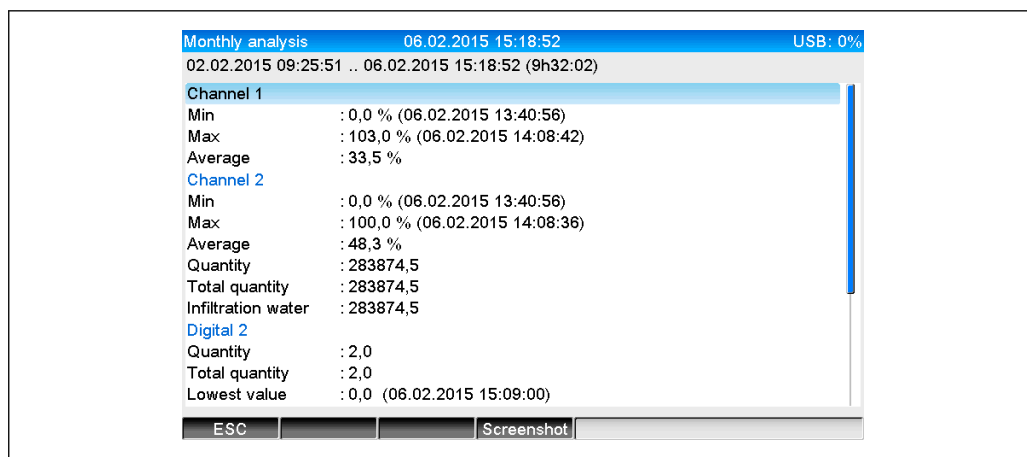 Monthly analysis 06.02.2015 15:18:52 USB: 0%
02.02.2015 09:25:51 .. 06.02.2015 15:18:52 (9h32:02)
Channel 1
Min : 0,0 % (06.02.2015 13:40:56)
Max : 103,0 % (06.02.2015 14:08:42)
Average : 33,5 %
Channel 2
Min : 0,0 % (06.02.2015 13:40:56)
Max : 100,0 % (06.02.2015 14:08:36)
Average : 48,3 %
Quantity : 283874,5
Total quantity : 283874,5
Infiltration water : 283874,5
Digital 2
Quantity : 2,0
Total quantity : 2,0
Lowest value : 0,0 (06.02.2015 15:09:00)
ESC Screenshot